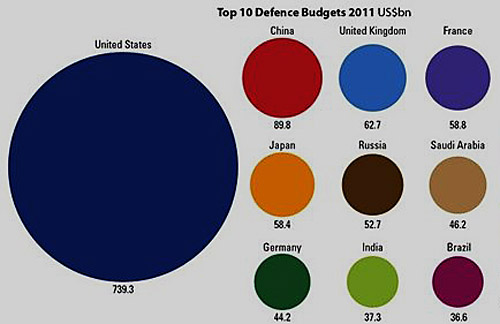 Top 10 Defence Budgets 2011 US$bn
United States
739.3
China
United Kingdom
France
89.8
62.7
58.8
Japan
Russia
Saudi Arabia
58.4
52.7
46.2
Germany
India
Brazil
44.2
37.3
36.6